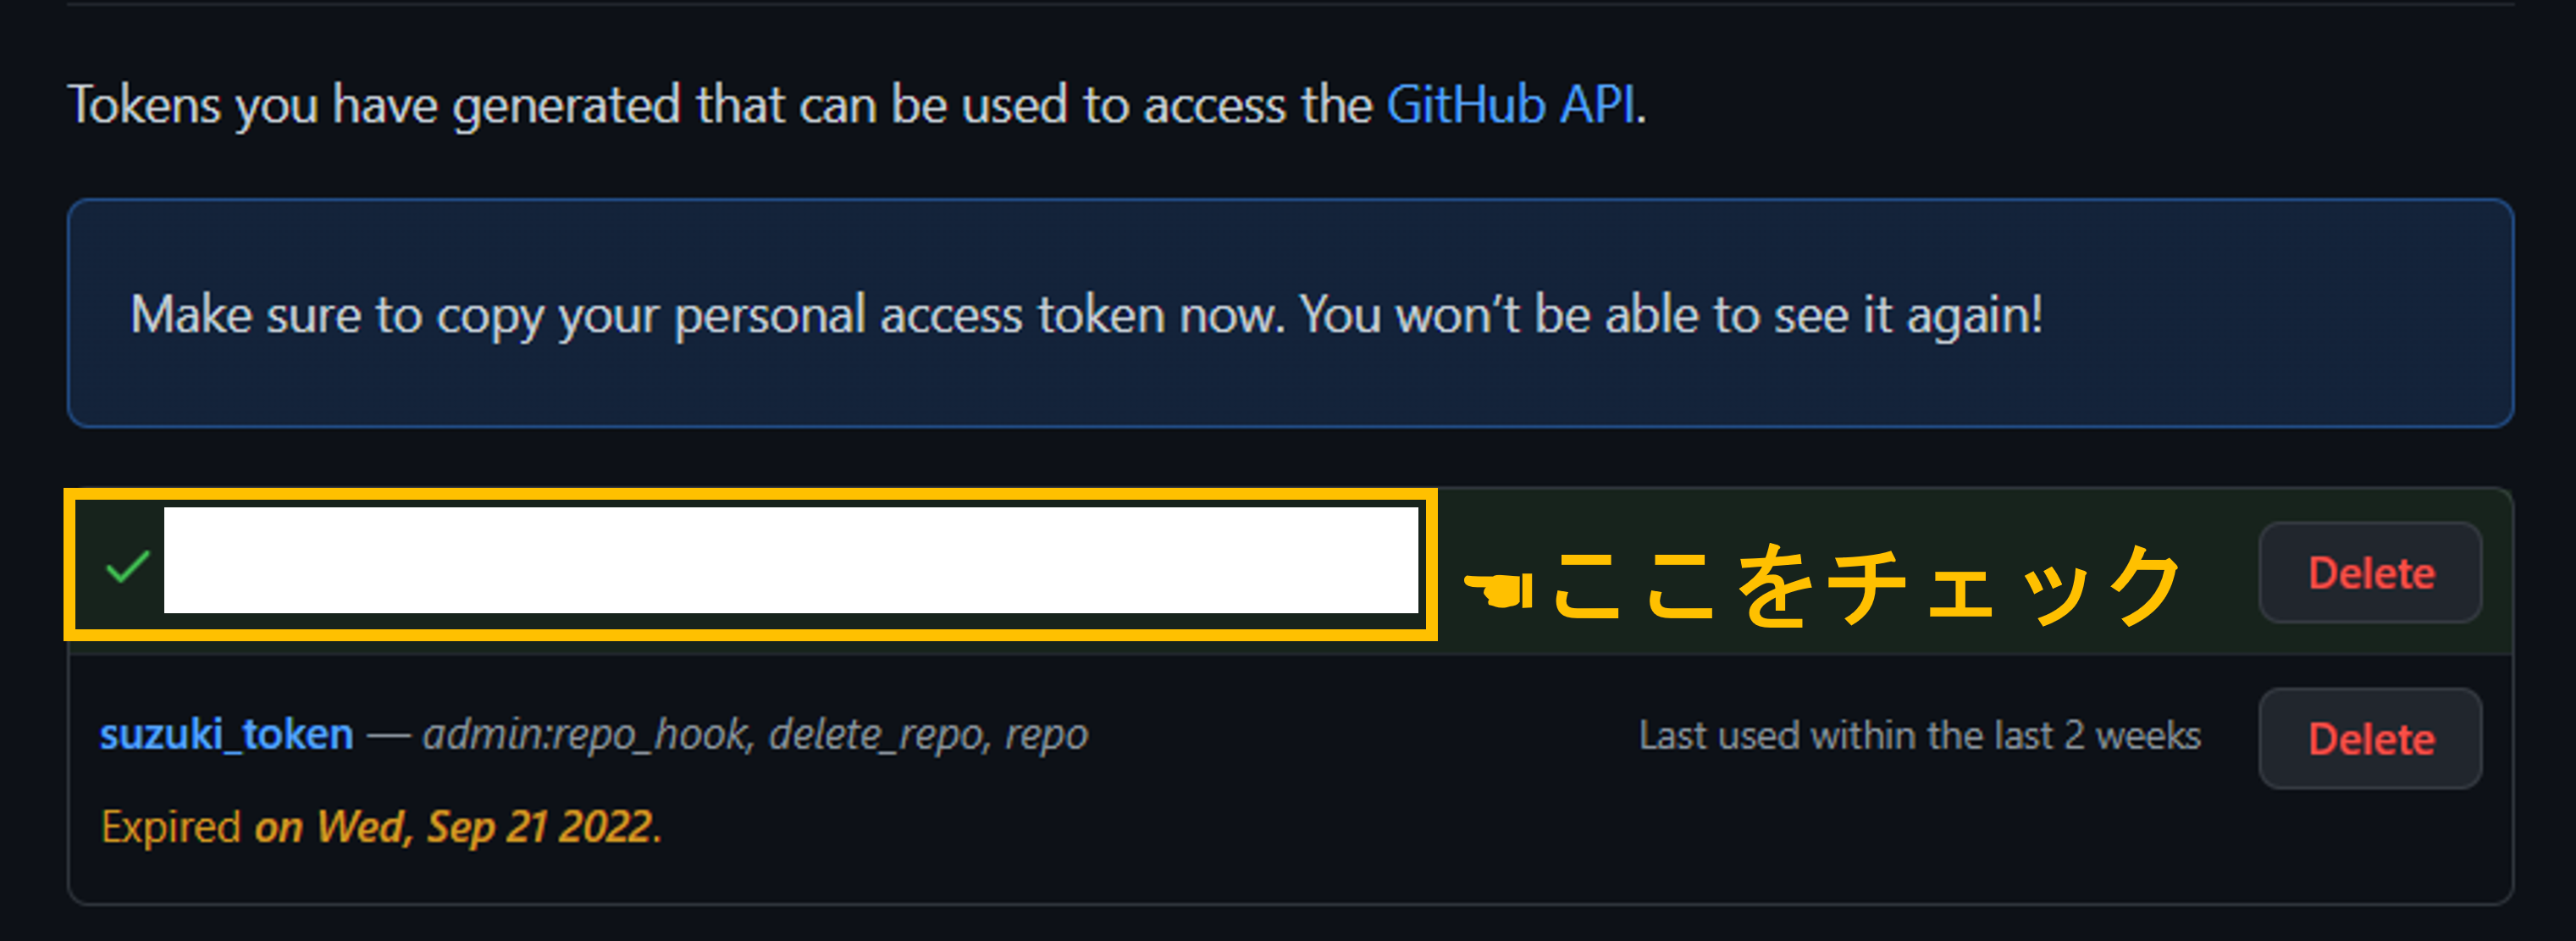 Tokens you have generated that can be used to access the GitHub API.
Make sure to copy your personal access token now. You won't be able to see it again!
☚ここをチェック Delete
suzuki_token — admin:repo_hook, delete_repo, repo Last used within the last 2 weeks Delete
Expired on Wed, Sep 21 2022.